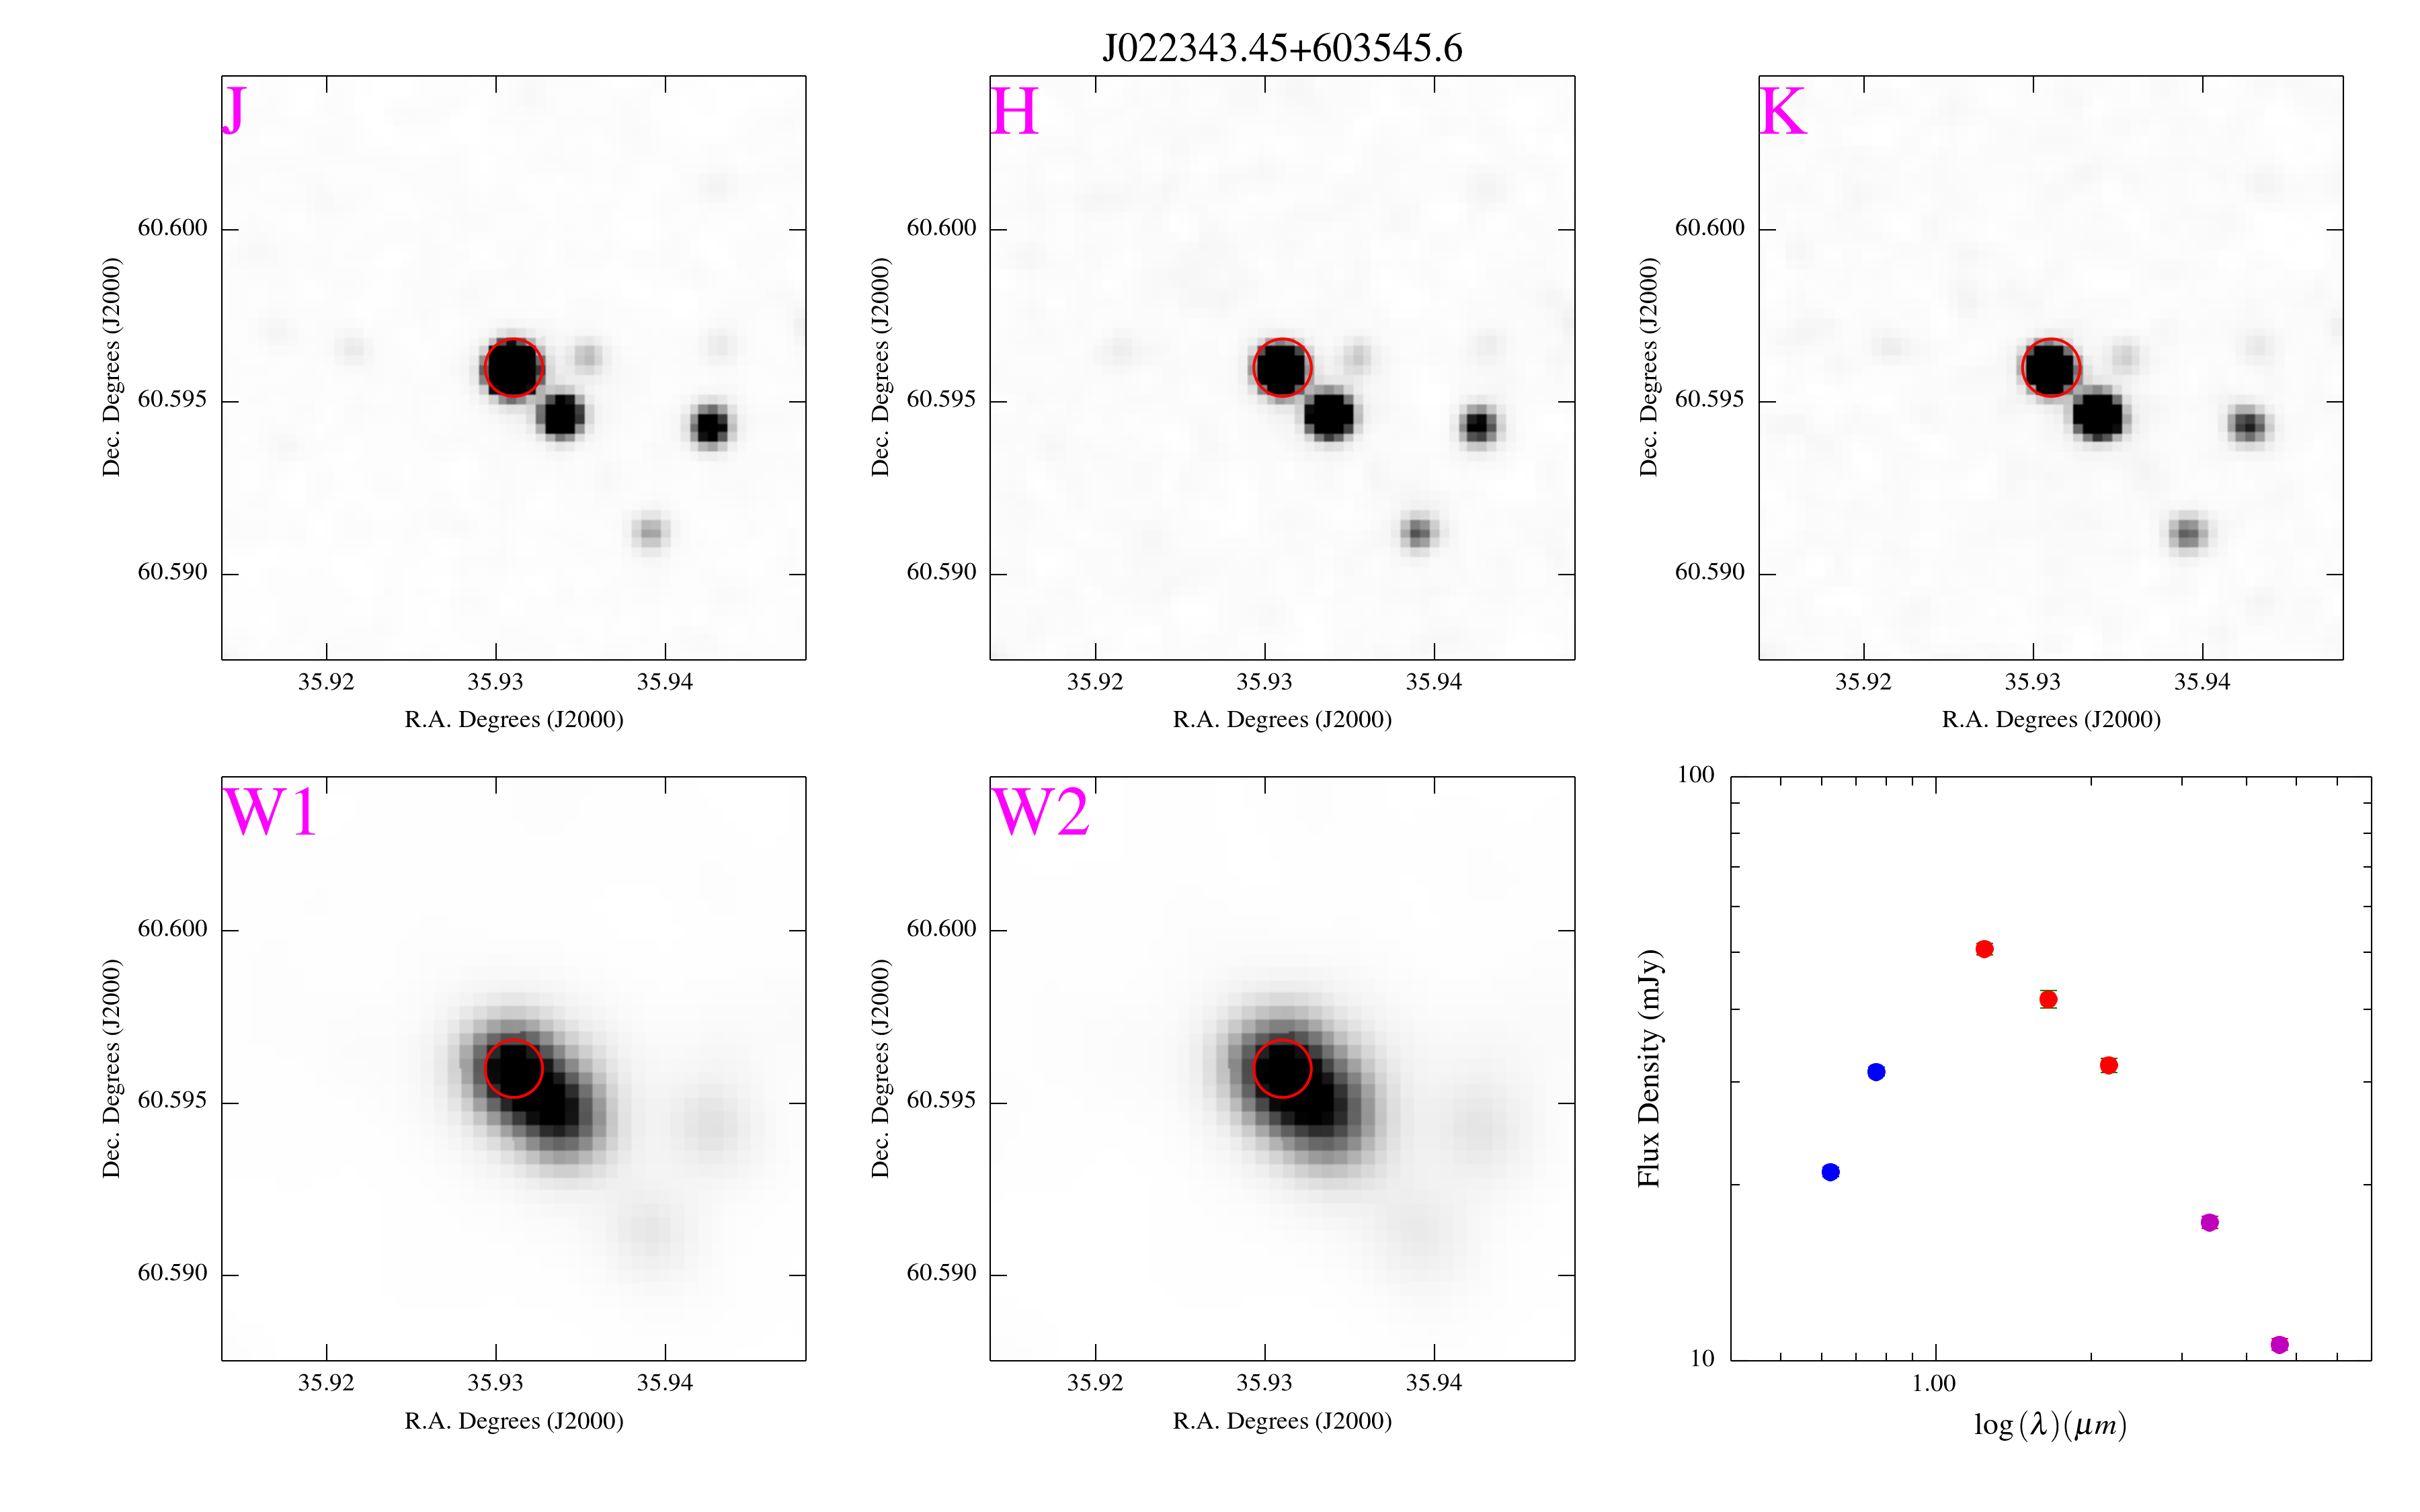 J022343.45+603545.6
J
H
K
60.600
60.595
60.590
Dec. Degrees (J2000)
35.92 35.93 35.94
R.A. Degrees (J2000)
60.600
60.595
60.590
Dec. Degrees (J2000)
35.92 35.93 35.94
R.A. Degrees (J2000)
60.600
60.595
60.590
Dec. Degrees (J2000)
35.92 35.93 35.94
R.A. Degrees (J2000)
W1
60.600
60.595
60.590
Dec. Degrees (J2000)
35.92 35.93 35.94
R.A. Degrees (J2000)
W2
60.600
60.595
60.590
Dec. Degrees (J2000)
35.92 35.93 35.94
R.A. Degrees (J2000)
100
10
Flux Density (mJy)
1.00
log (λ)(μm)